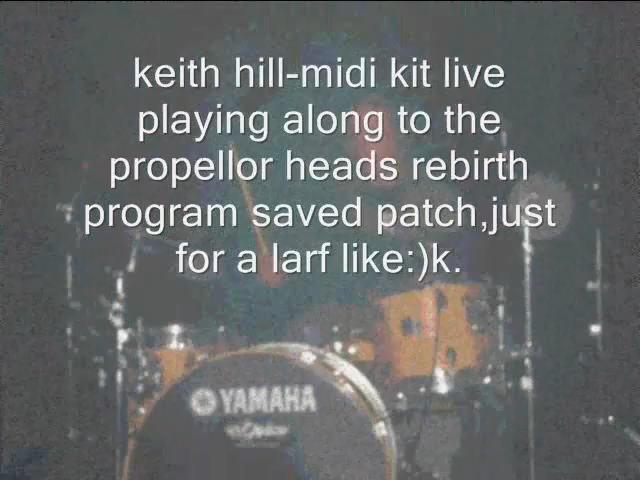 keith hill-midi kit live
playing along to the
propellor heads rebirth
program saved patch,just
for a larf like:)k.
YAMAHA